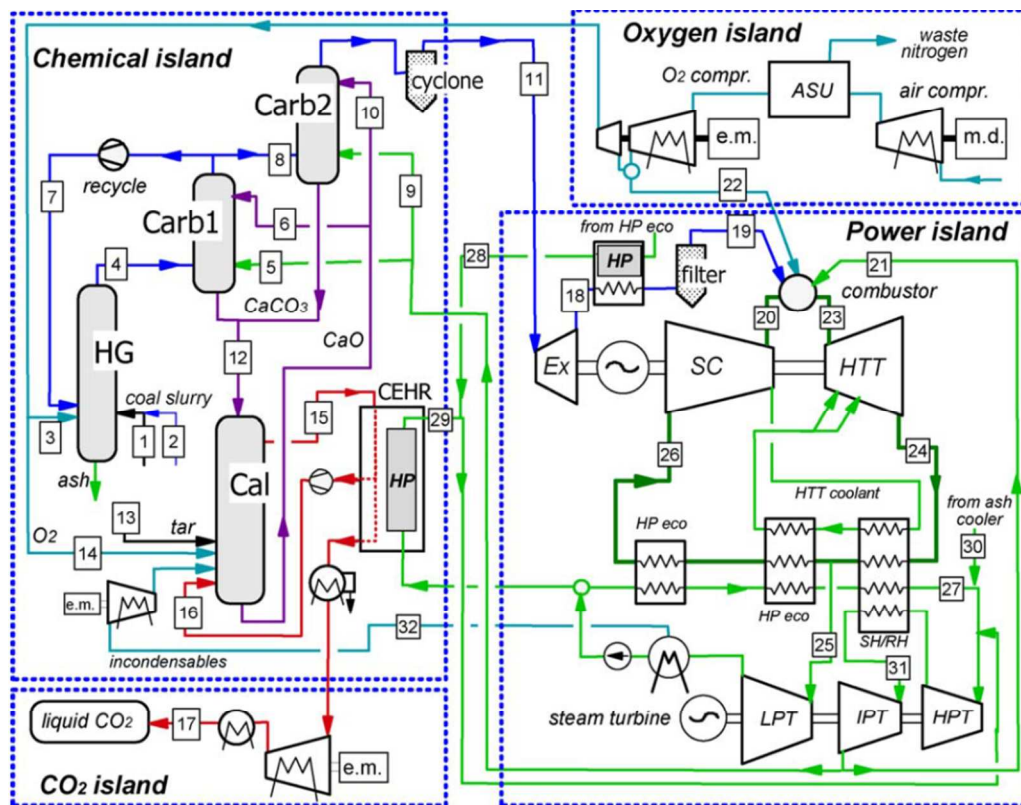 Chemical island
Carb2
cyclone
11
10
8
9
7
recycle
Carb1
6
5
4
CaCO3
CaO
HG
12
coal slurry
3
1
2
ash
15
CEHR
29
HP
Cal
O2
13
14
tar
16
e.m.
incondensables
32
liquid CO2
17
e.m.
CO2 island
Oxygen island
waste
nitrogen
O2 compr.
ASU
air compr.
e.m.
m.d.
22
Power island
from HP eco
19
28
HP
filter
21
combustor
18
20
23
Ex
SC
HTT
26
24
HTT coolant
from ash
cooler
HP eco
30
27
HP eco
SH/RH
25
31
steam turbine
LPT
IPT
HPT